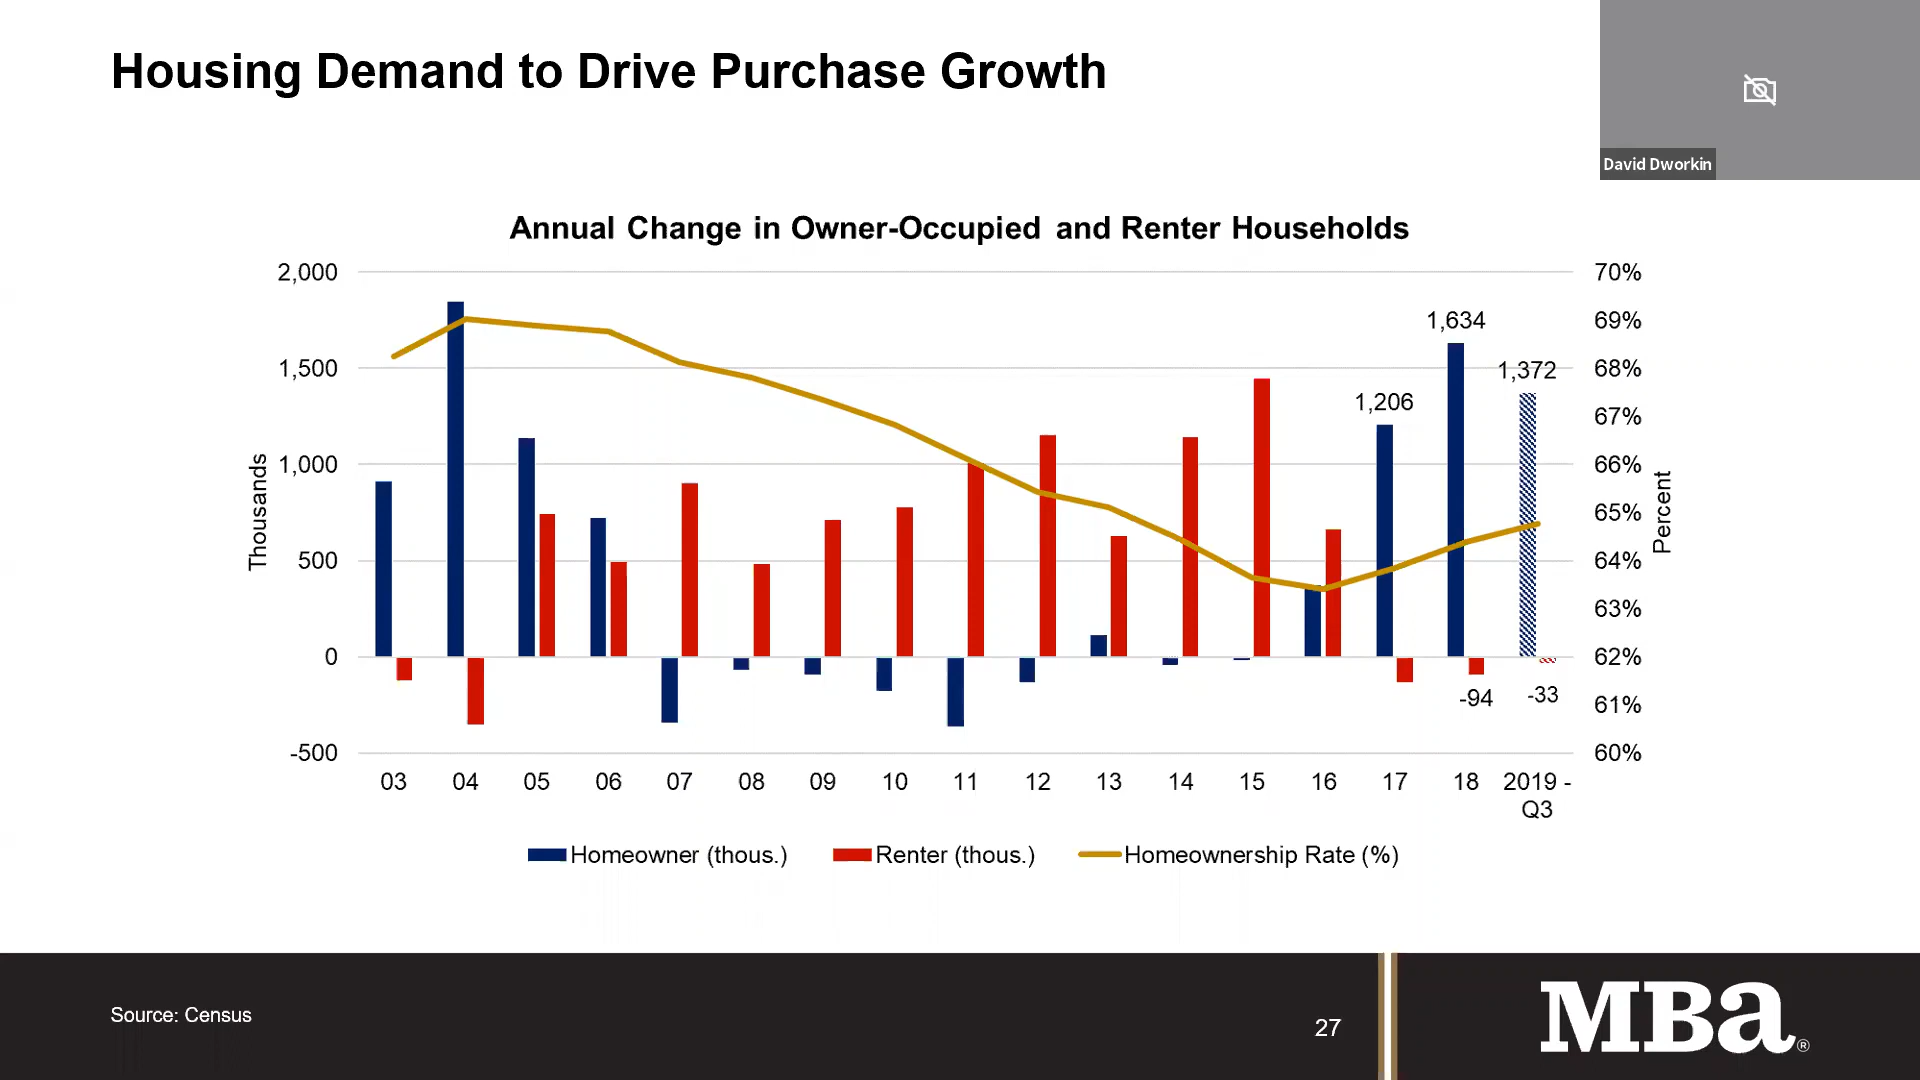 Housing Demand to Drive Purchase Growth
David Dworkin
Annual Change in Owner-Occupied and Renter Households
2,000
1,500
1,000
500
0
-500
Thousands
1,206
1,634
1,372
-94
-33
70%
69%
68%
67%
66%
65%
64%
63%
62%
61%
60%
Percent
03 04 05 06 07 08 09 10 11 12 13 14 15 16 17 18 2019 -
Q3
Homeowner (thous.) Renter (thous.) Homeownership Rate (%)
Source: Census
27
MBa®